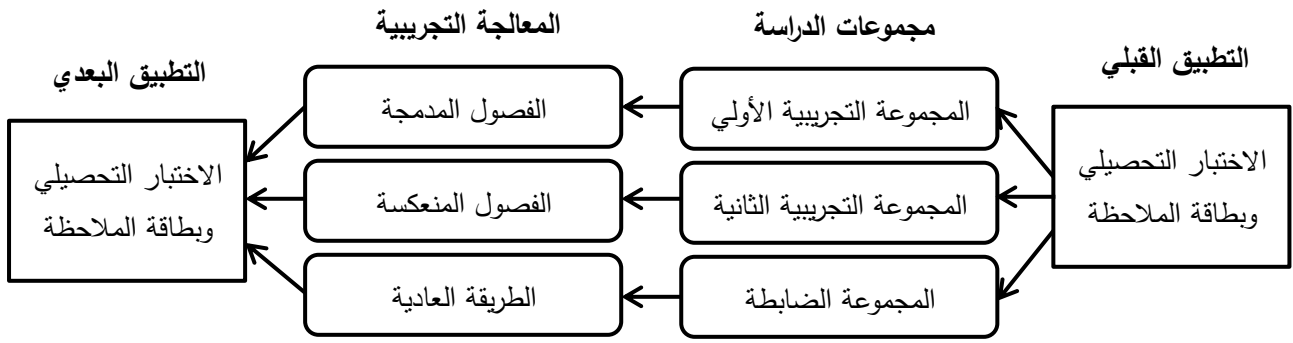 التطبيق القبلي
الاختبار التحصيلي
وبطاقة الملاحظة
مجموعات الدراسة
المجموعة التجريبية الأولي
المجموعة التجريبية الثانية
المجموعة الضابطة
المعالجة التجريبية
الفصول المدمجة
الفصول المنعكسة
الطريقة العادية
التطبيق البعدي
الاختبار التحصيلي
وبطاقة الملاحظة